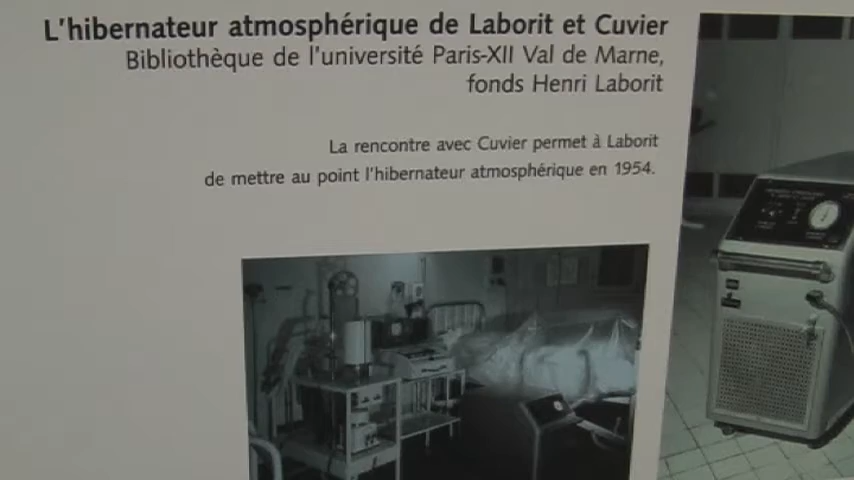 L'hibernateur atmosphérique de Laborit et Cuvier
Bibliothèque de l'université Paris-XII Val de Marne,
fonds Henri Laborit
La rencontre avec Cuvier permet à Laborit
de mettre au point l'hibernateur atmosphérique en 1954.